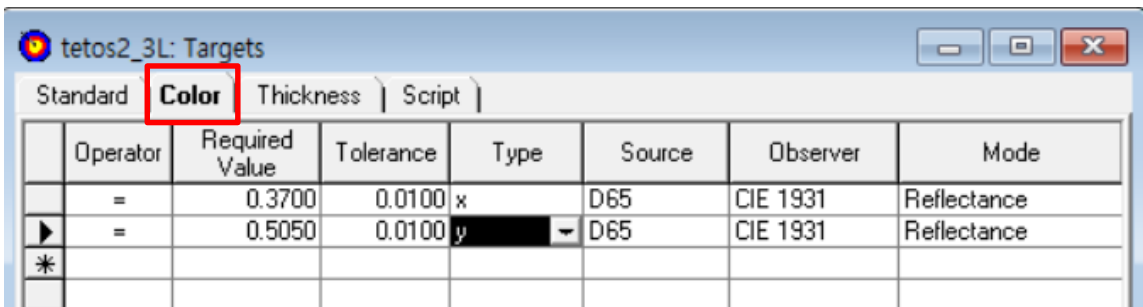 tetos2_3L: Targets
Standard Color Thickness Script
Operator Required Value Tolerance Type Source Observer Mode
= 0.3700 0.0100 x D65 CIE 1931 Reflectance
= 0.5050 0.0100 y D65 CIE 1931 Reflectance